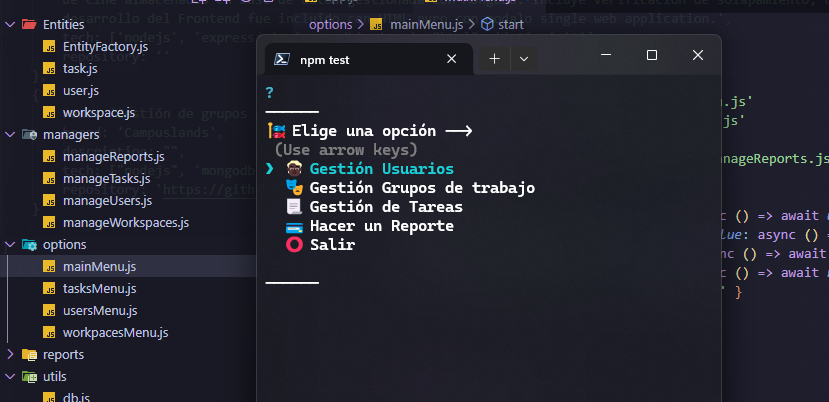 Entities
EntityFactory.js
task.js
user.js
workspace.js
managers
manageReports.js
manageTasks.js
manageUsers.js
manageWorkspaces.js
options
mainMenu.js
tasksMenu.js
usersMenu.js
workpacesMenu.js
reports
utils
db.js
options > mainMenu.js > start
npm test
?
Elige una opción -->
(Use arrow keys)
❯ Gestión Usuarios
Gestión Grupos de trabajo
Gestión de Tareas
Hacer un Reporte
Salir
.js'
js'
nageReports.js
() => await
lue: async () =
() => await
() => await
' }